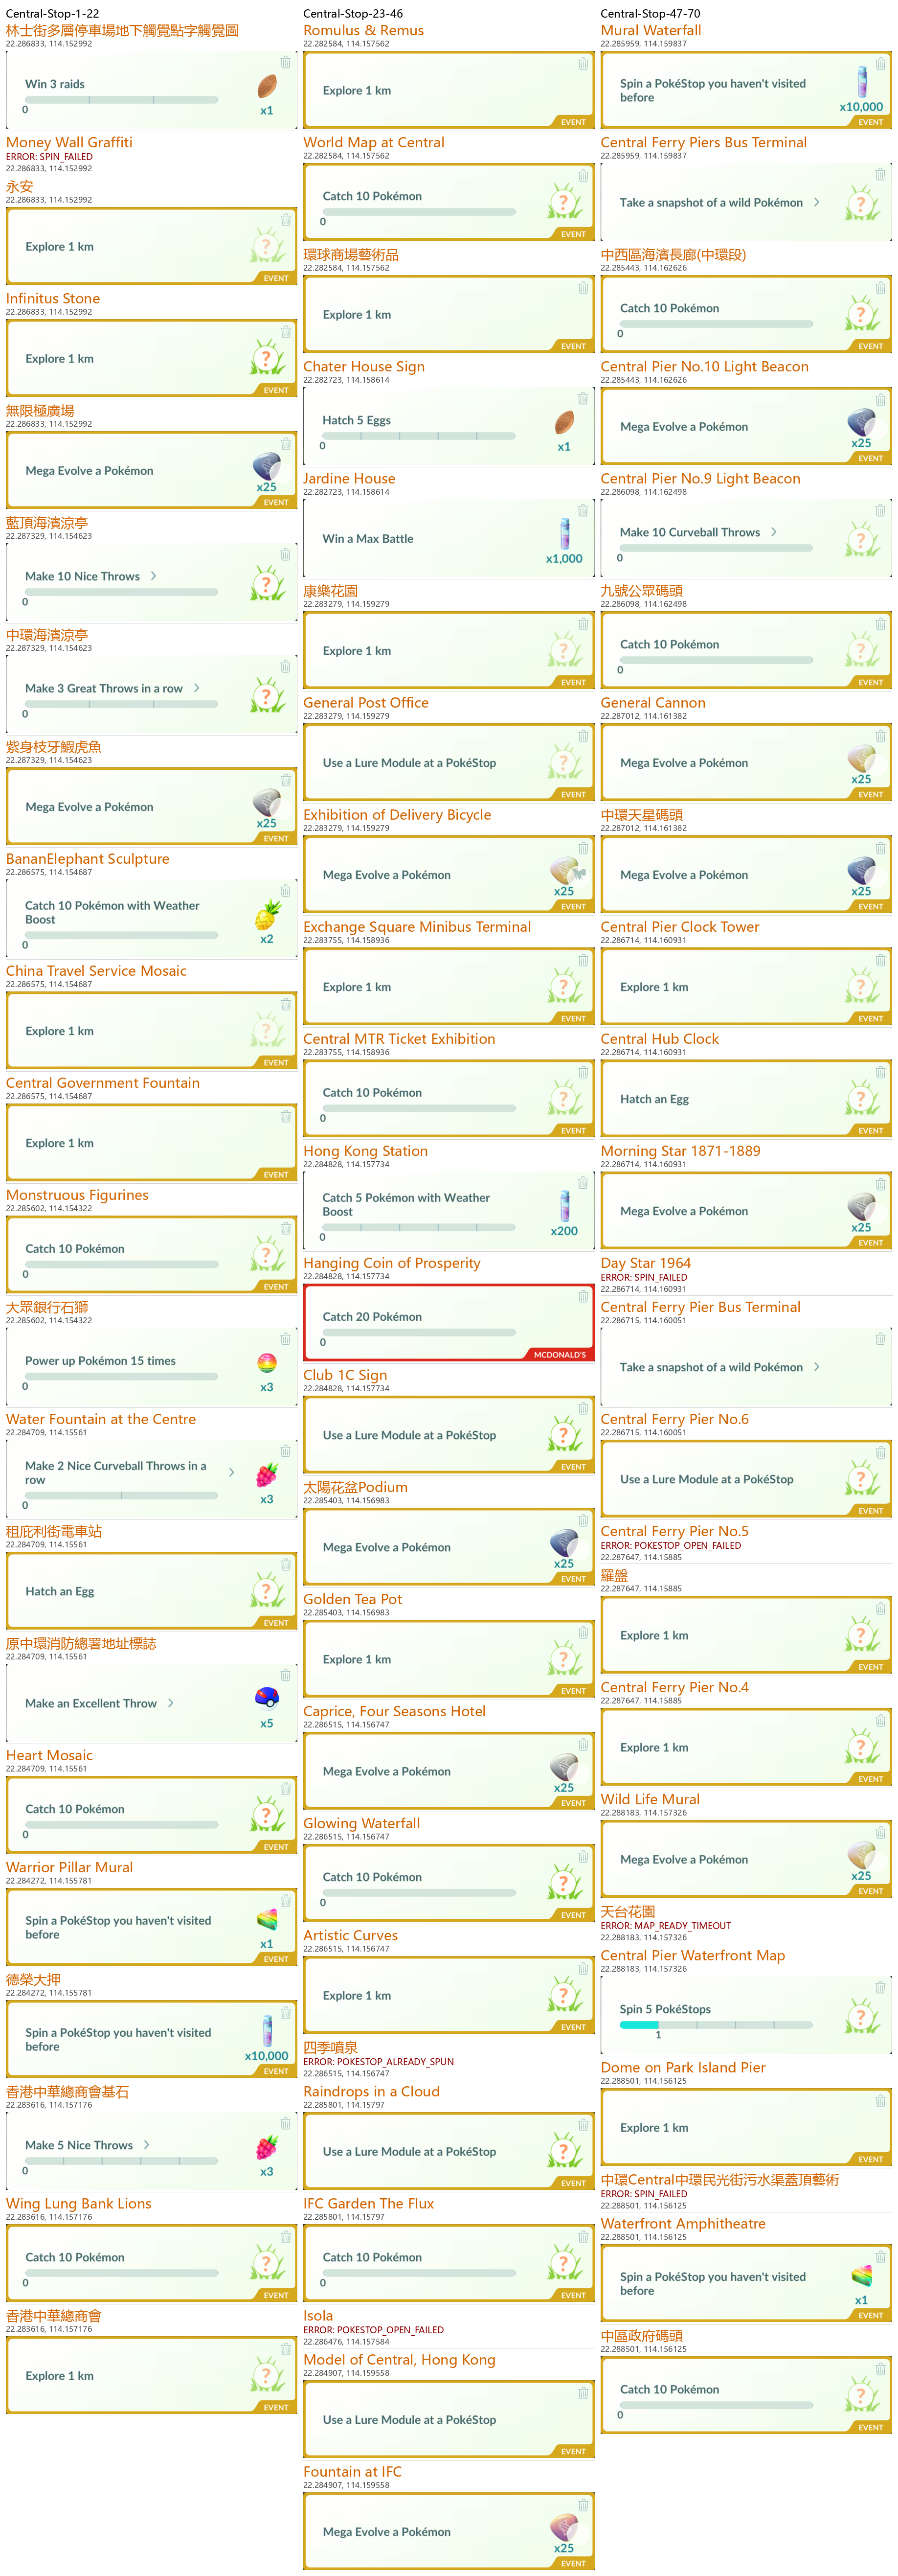 Central-Stop-1-22
林士街多層停車場地下觸覺點字觸覺圖
22.286833, 114.152992
Win 3 raids
0
x1
Money Wall Graffiti
ERROR: SPIN_FAILED
22.286833, 114.152992
永安
22.286833, 114.152992
Explore 1 km
?
EVENT
Infinitus Stone
22.286833, 114.152992
Explore 1 km
?
EVENT
無限極廣場
22.286833, 114.152992
Mega Evolve a Pokémon
x25
EVENT
藍頂海濱涼亭
22.287329, 114.154623
Make 10 Nice Throws >
0
?
中環海濱涼亭
22.287329, 114.154623
Make 3 Great Throws in a row >
0
?
紫身枝牙鰕虎魚
22.287329, 114.154623
Mega Evolve a Pokémon
x25
EVENT
BananElephant Sculpture
22.286575, 114.154687
Catch 10 Pokémon with Weather
Boost
0
x2
China Travel Service Mosaic
22.286575, 114.154687
Explore 1 km
?
EVENT
Central Government Fountain
22.286575, 114.154687
Explore 1 km
EVENT
Monstruous Figurines
22.285602, 114.154322
Catch 10 Pokémon
0
?
EVENT
大眾銀行石獅
22.285602, 114.154322
Power up Pokémon 15 times
0
x3
Water Fountain at the Centre
22.284709, 114.15561
Make 2 Nice Curveball Throws in a
row >
0
x3
租庇利街電車站
22.284709, 114.15561
Hatch an Egg
?
EVENT
原中環消防總署地址標誌
22.284709, 114.15561
Make an Excellent Throw >
x5
Heart Mosaic
22.284709, 114.15561
Catch 10 Pokémon
0
?
EVENT
Warrior Pillar Mural
22.284272, 114.155781
Spin a PokéStop you haven't visited
before
x1
EVENT
德榮大押
22.284272, 114.155781
Spin a PokéStop you haven't visited
before
x10,000
EVENT
香港中華總商會基石
22.283616, 114.157176
Make 5 Nice Throws >
0
x3
Wing Lung Bank Lions
22.283616, 114.157176
Catch 10 Pokémon
0
?
EVENT
香港中華總商會
22.283616, 114.157176
Explore 1 km
?
EVENT
Central-Stop-23-46
Romulus & Remus
22.282584, 114.157562
Explore 1 km
EVENT
World Map at Central
22.282584, 114.157562
Catch 10 Pokémon
0
?
EVENT
環球商場藝術品
22.282584, 114.157562
Explore 1 km
EVENT
Chater House Sign
22.282723, 114.158614
Hatch 5 Eggs
0
x1
Jardine House
22.282723, 114.158614
Win a Max Battle
x1,000
康樂花園
22.283279, 114.159279
Explore 1 km
?
EVENT
General Post Office
22.283279, 114.159279
Use a Lure Module at a PokéStop
?
EVENT
Exhibition of Delivery Bicycle
22.283279, 114.159279
Mega Evolve a Pokémon
x25
EVENT
Exchange Square Minibus Terminal
22.283755, 114.158936
Explore 1 km
?
EVENT
Central MTR Ticket Exhibition
22.283755, 114.158936
Catch 10 Pokémon
0
?
EVENT
Hong Kong Station
22.284828, 114.157734
Catch 5 Pokémon with Weather
Boost
0
x200
Hanging Coin of Prosperity
22.284828, 114.157734
Catch 20 Pokémon
0
MCDONALD'S
Club 1C Sign
22.284828, 114.157734
Use a Lure Module at a PokéStop
?
EVENT
太陽花盆Podium
22.285403, 114.156983
Mega Evolve a Pokémon
x25
EVENT
Golden Tea Pot
22.285403, 114.156983
Explore 1 km
?
EVENT
Caprice, Four Seasons Hotel
22.286515, 114.156747
Mega Evolve a Pokémon
x25
EVENT
Glowing Waterfall
22.286515, 114.156747
Catch 10 Pokémon
0
?
EVENT
Artistic Curves
22.286515, 114.156747
Explore 1 km
?
EVENT
四季噴泉
ERROR: POKESTOP_ALREADY_SPUN
22.286515, 114.156747
Raindrops in a Cloud
22.285801, 114.15797
Use a Lure Module at a PokéStop
?
EVENT
IFC Garden The Flux
22.285801, 114.15797
Catch 10 Pokémon
0
?
EVENT
Isola
ERROR: POKESTOP_OPEN_FAILED
22.286476, 114.157584
Model of Central, Hong Kong
22.284907, 114.159558
Use a Lure Module at a PokéStop
EVENT
Fountain at IFC
22.284907, 114.159558
Mega Evolve a Pokémon
x25
EVENT
Central-Stop-47-70
Mural Waterfall
22.285959, 114.159837
Spin a PokéStop you haven't visited
before
x10,000
EVENT
Central Ferry Piers Bus Terminal
22.285959, 114.159837
Take a snapshot of a wild Pokémon >
?
中西區海濱長廊(中環段)
22.285443, 114.162626
Catch 10 Pokémon
0
?
EVENT
Central Pier No.10 Light Beacon
22.285443, 114.162626
Mega Evolve a Pokémon
x25
EVENT
Central Pier No.9 Light Beacon
22.286098, 114.162498
Make 10 Curveball Throws >
0
?
九號公眾碼頭
22.286098, 114.162498
Catch 10 Pokémon
0
?
EVENT
General Cannon
22.287012, 114.161382
Mega Evolve a Pokémon
x25
EVENT
中環天星碼頭
22.287012, 114.161382
Mega Evolve a Pokémon
x25
EVENT
Central Pier Clock Tower
22.286714, 114.160931
Explore 1 km
?
EVENT
Central Hub Clock
22.286714, 114.160931
Hatch an Egg
?
EVENT
Morning Star 1871-1889
22.286714, 114.160931
Mega Evolve a Pokémon
x25
EVENT
Day Star 1964
ERROR: SPIN_FAILED
22.286714, 114.160931
Central Ferry Pier Bus Terminal
22.286715, 114.160051
Take a snapshot of a wild Pokémon >
Central Ferry Pier No.6
22.286715, 114.160051
Use a Lure Module at a PokéStop
?
EVENT
Central Ferry Pier No.5
ERROR: POKESTOP_OPEN_FAILED
22.287647, 114.15885
羅盤
22.287647, 114.15885
Explore 1 km
?
EVENT
Central Ferry Pier No.4
22.287647, 114.15885
Explore 1 km
?
EVENT
Wild Life Mural
22.288183, 114.157326
Mega Evolve a Pokémon
x25
EVENT
天台花園
ERROR: MAP_READY_TIMEOUT
22.288183, 114.157326
Central Pier Waterfront Map
22.288183, 114.157326
Spin 5 PokéStops
1
?
Dome on Park Island Pier
22.288501, 114.156125
Explore 1 km
EVENT
中環Central中環民光街污水渠蓋頂藝術
ERROR: SPIN_FAILED
22.288501, 114.156125
Waterfront Amphitheatre
22.288501, 114.156125
Spin a PokéStop you haven't visited
before
x1
EVENT
中區政府碼頭
22.288501, 114.156125
Catch 10 Pokémon
0
?
EVENT